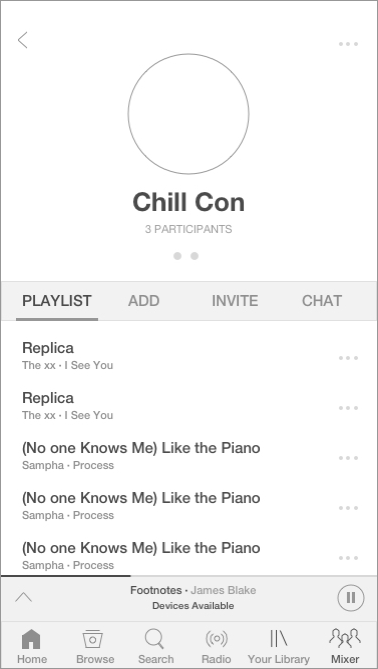 Chill Con
3 PARTICIPANTS
PLAYLIST ADD INVITE CHAT
Replica
The xx · I See You
Replica
The xx · I See You
(No one Knows Me) Like the Piano
Sampha · Process
(No one Knows Me) Like the Piano
Sampha · Process
(No one Knows Me) Like the Piano
Sampha · Process
Footnotes · James Blake
Devices Available
Home Browse Search Radio Your Library Mixer